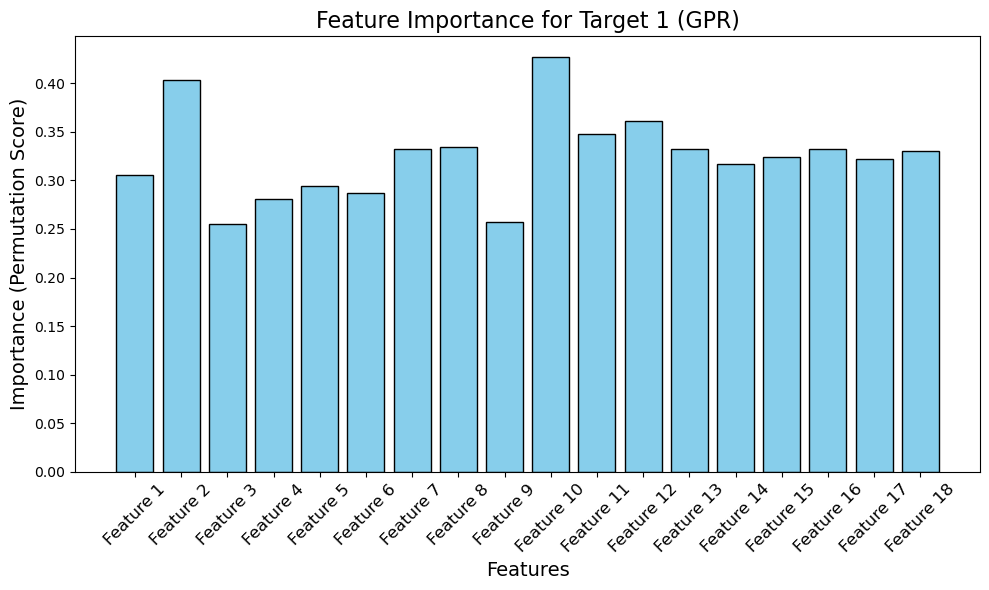 Feature Importance for Target 1 (GPR)
Importance (Permutation Score)
0.40
0.35
0.30
0.25
0.20
0.15
0.10
0.05
0.00
Feature 1
Feature 2
Feature 3
Feature 4
Feature 5
Feature 6
Feature 7
Feature 8
Feature 9
Feature 10
Feature 11
Feature 12
Feature 13
Feature 14
Feature 15
Feature 16
Feature 17
Feature 18
Features